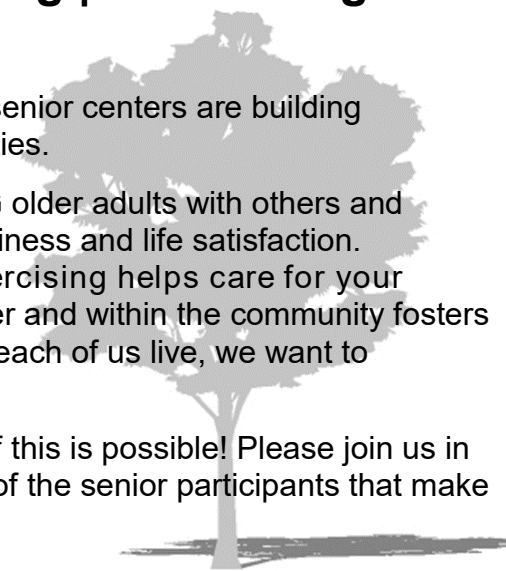 senior centers are building
ies.
older adults with others and
iness and life satisfaction.
ercising helps care for your
er and within the community fosters
each of us live, we want to
f this is possible! Please join us in
of the senior participants that make